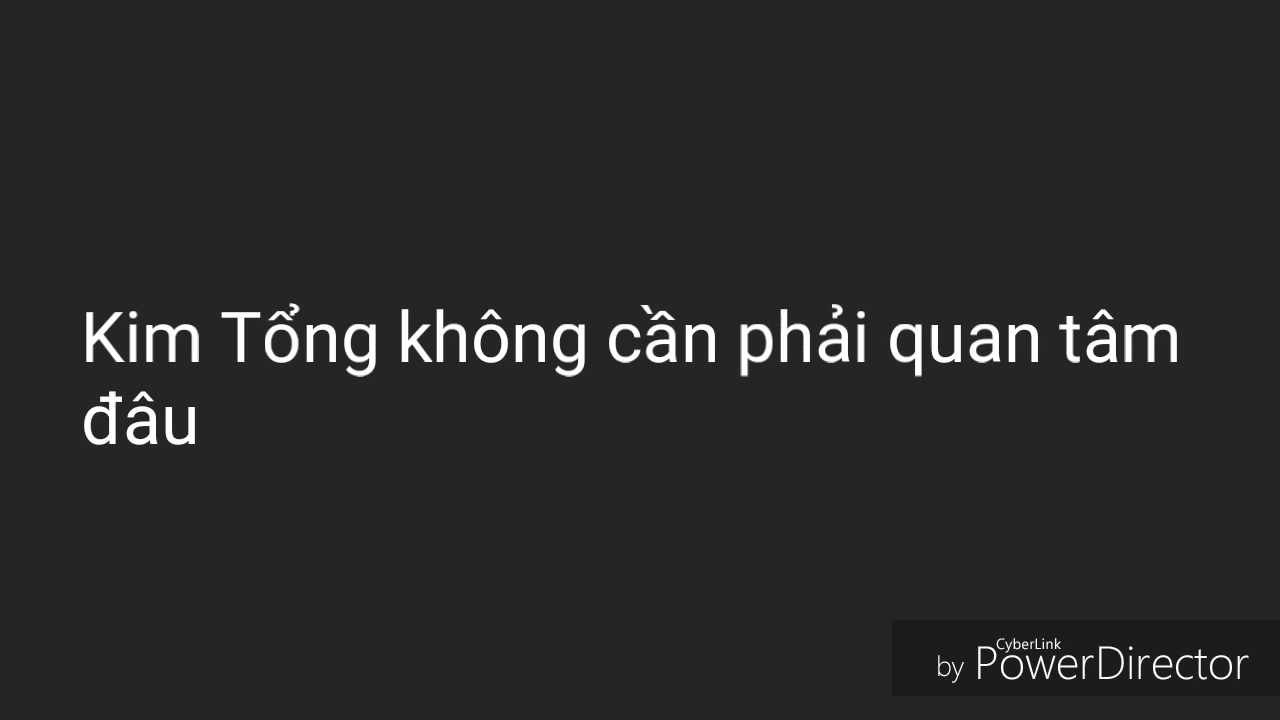 Kim Tổng không cần phải quan tâm
đâu
CyberLink
by PowerDirector